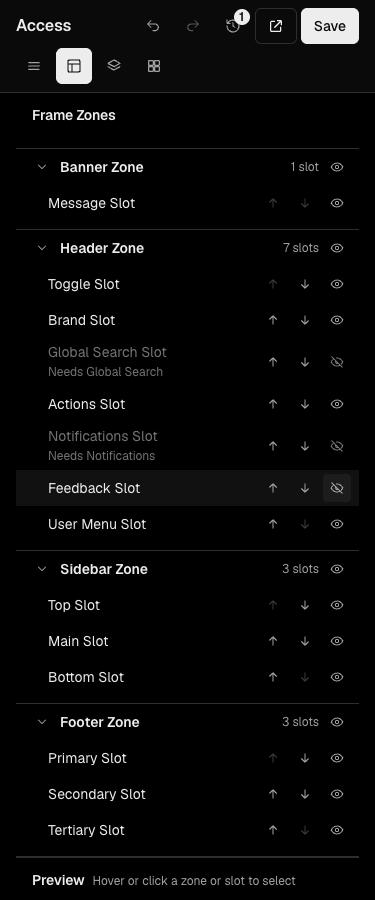 Access
1
Save
Frame Zones
Banner Zone 1 slot
Message Slot
Header Zone 7 slots
Toggle Slot
Brand Slot
Global Search Slot
Needs Global Search
Actions Slot
Notifications Slot
Needs Notifications
Feedback Slot
User Menu Slot
Sidebar Zone 3 slots
Top Slot
Main Slot
Bottom Slot
Footer Zone 3 slots
Primary Slot
Secondary Slot
Tertiary Slot
Preview Hover or click a zone or slot to select